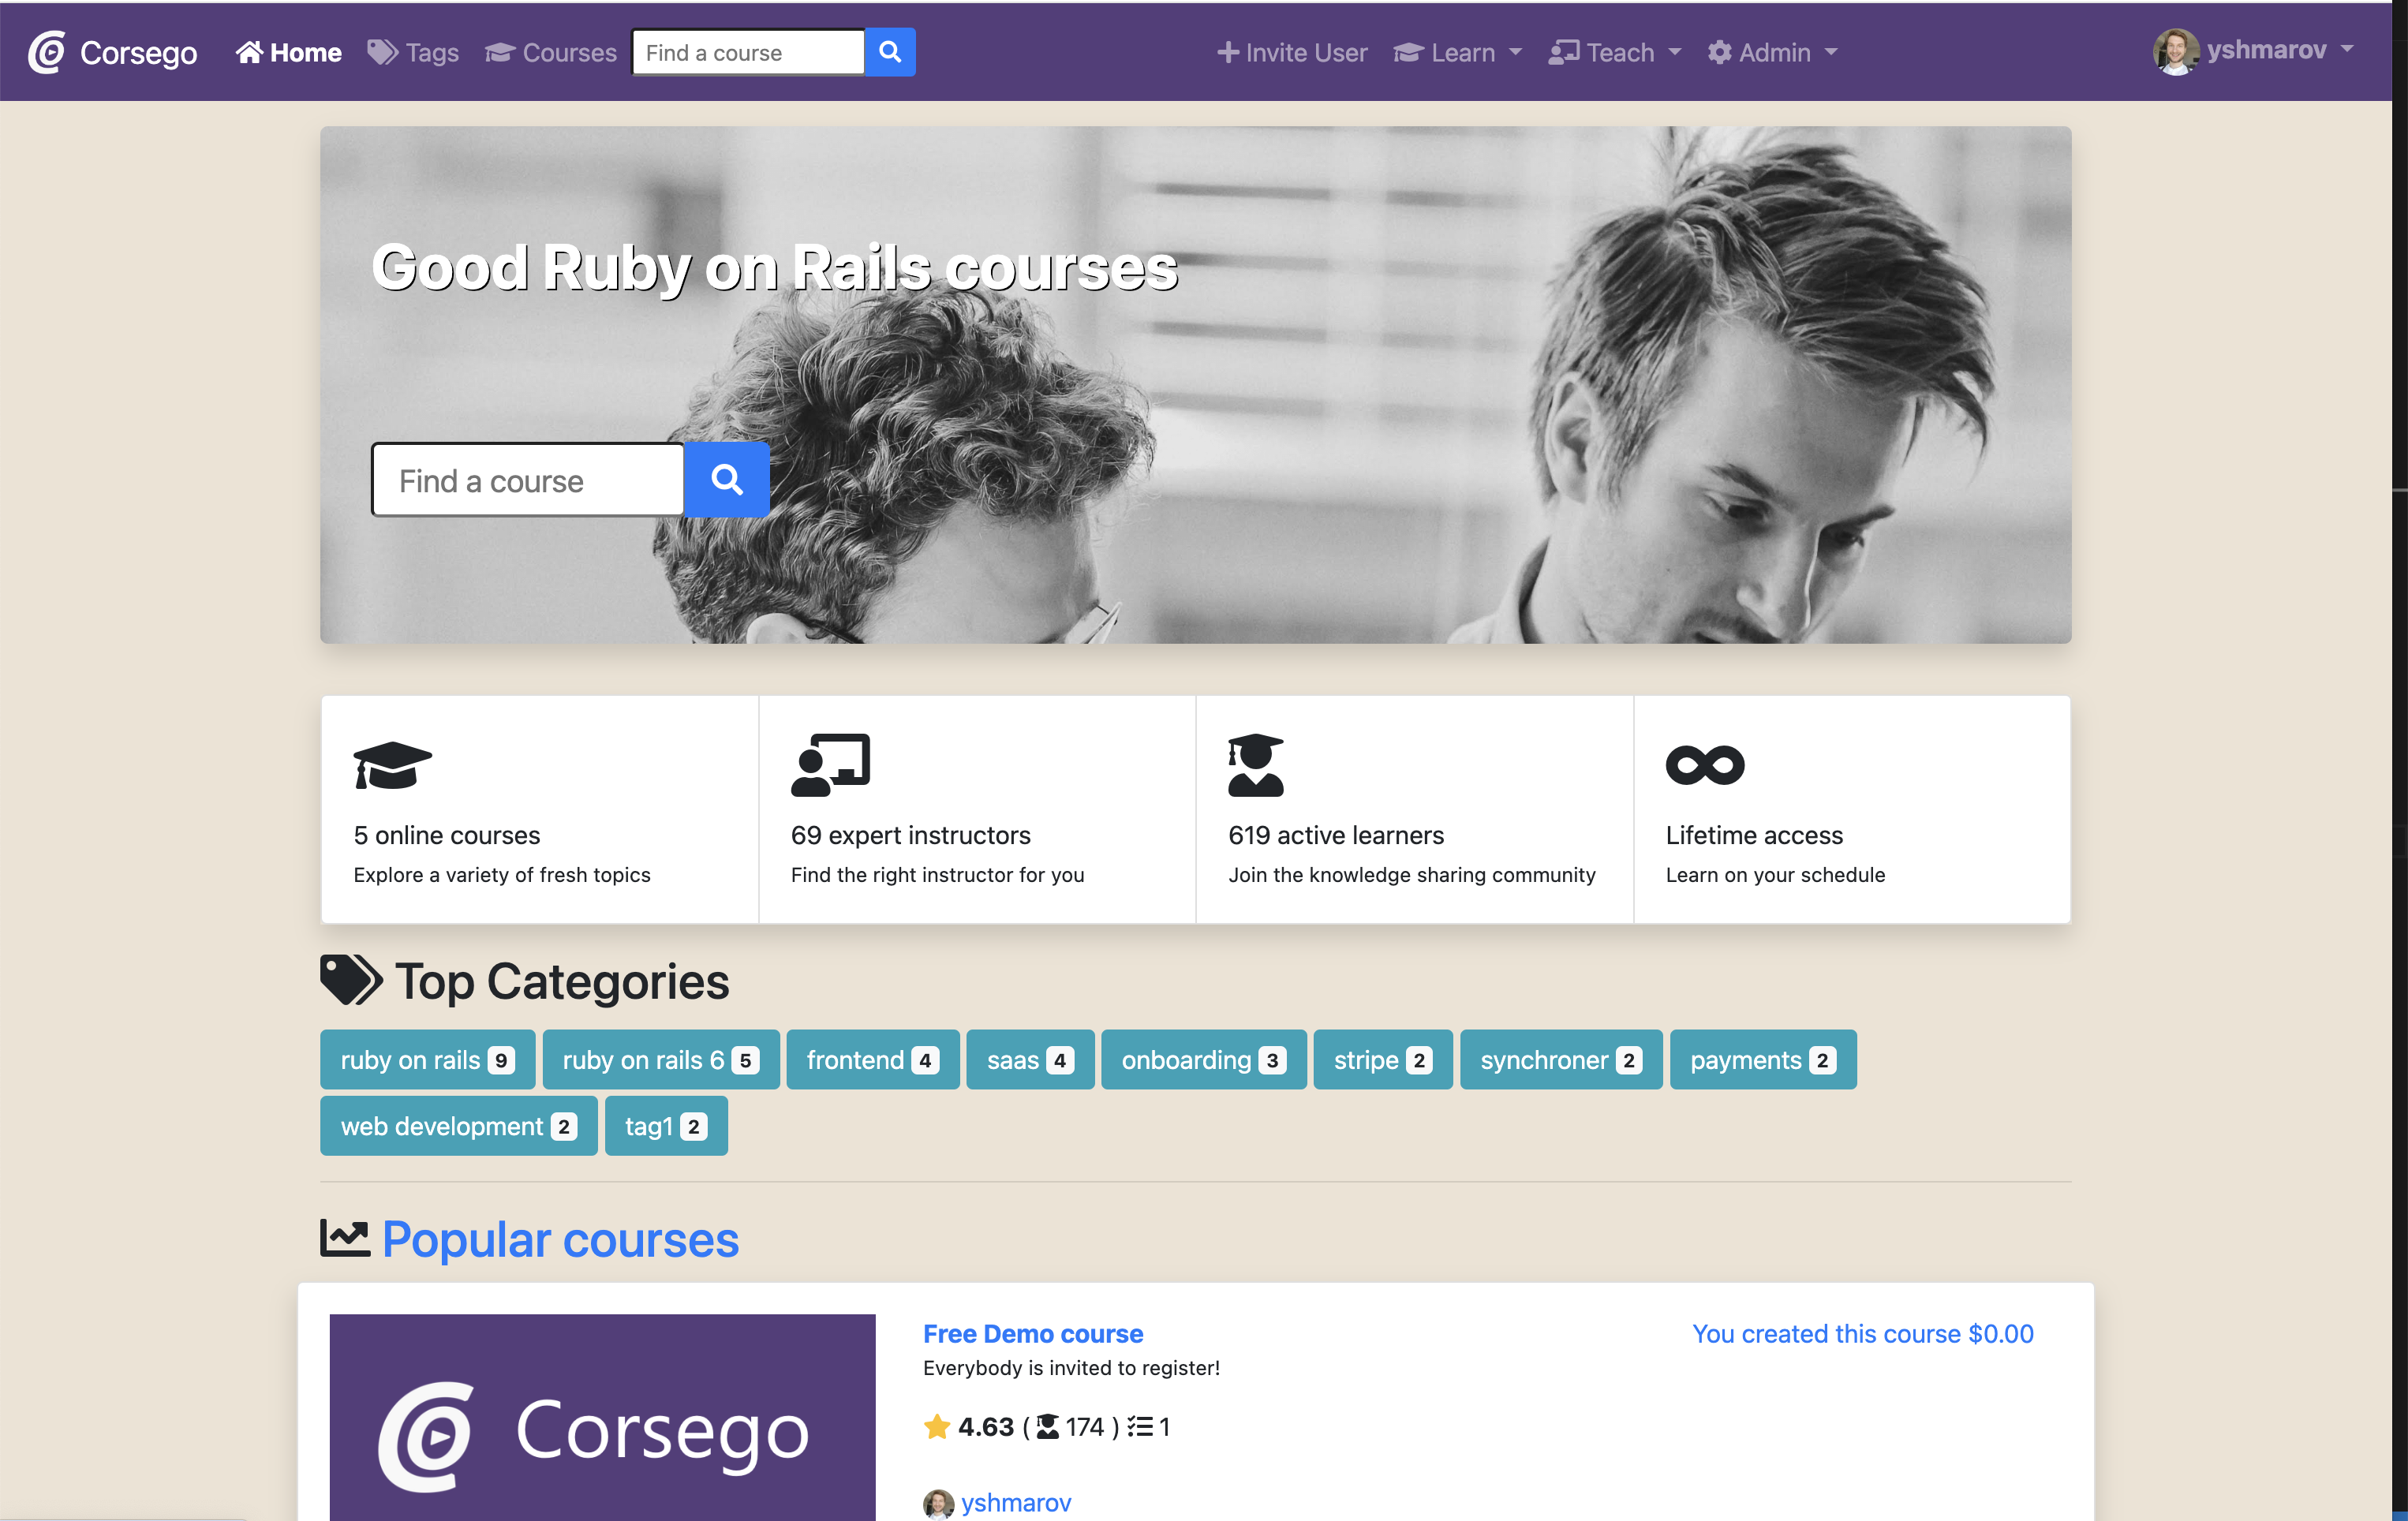 Corsego Home Tags Courses Find a course Invite User Learn Teach Admin yshmarov
Good Ruby on Rails courses
Find a course
5 online courses
Explore a variety of fresh topics
69 expert instructors
Find the right instructor for you
619 active learners
Join the knowledge sharing community
Lifetime access
Learn on your schedule
Top Categories
ruby on rails 9 ruby on rails 6 5 frontend 4 saas 4 onboarding 3 stripe 2 synchroner 2 payments 2
web development 2 tag1 2
Popular courses
Corsego
Free Demo course
You created this course $0.00
Everybody is invited to register!
4.63 ( 174 ) 1
yshmarov